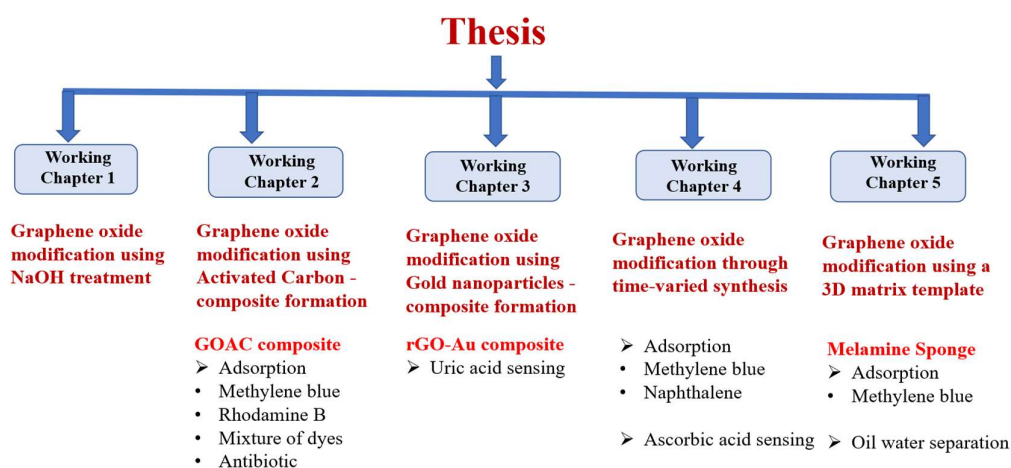 Thesis
Working
Chapter 1
Working
Chapter 2
Working
Chapter 3
Working
Chapter 4
Working
Chapter 5
Graphene oxide
modification using
NaOH treatment
Graphene oxide
modification using
Activated Carbon -
composite formation
GOAC composite
➢ Adsorption
• Methylene blue
• Rhodamine B
• Mixture of dyes
• Antibiotic
Graphene oxide
modification using
Gold nanoparticles -
composite formation
rGO-Au composite
➢ Uric acid sensing
Graphene oxide
modification through
time-varied synthesis
➢ Adsorption
• Methylene blue
• Naphthalene
➢ Ascorbic acid sensing
Graphene oxide
modification using a
3D matrix template
Melamine Sponge
➢ Adsorption
• Methylene blue
➢ Oil water separation